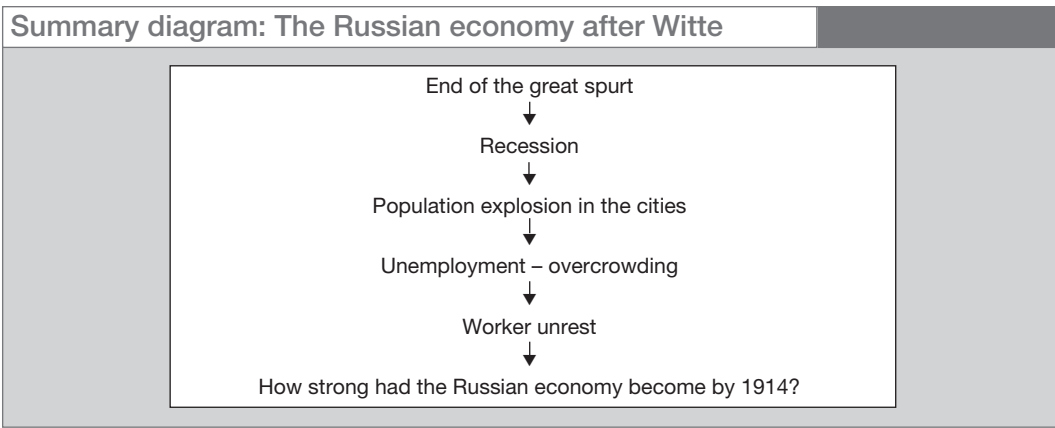 Summary diagram: The Russian economy after Witte
End of the great spurt
Recession
Population explosion in the cities
Unemployment – overcrowding
Worker unrest
How strong had the Russian economy become by 1914?